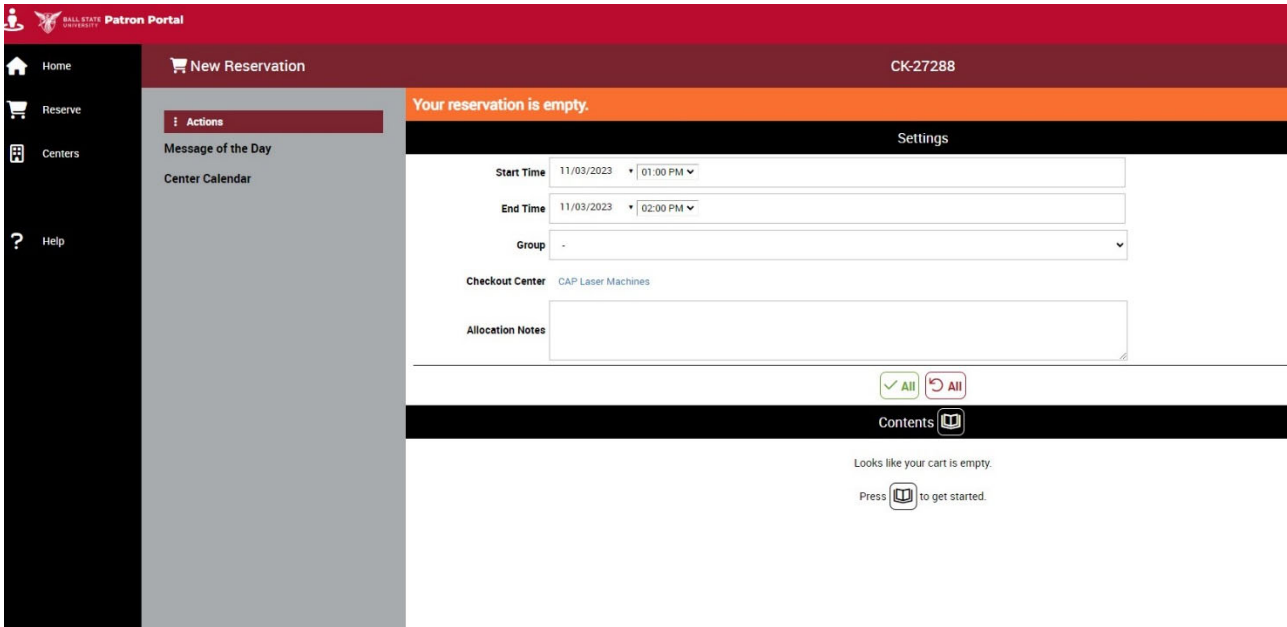 BALL STATE
UNIVERSITY
Patron Portal
Home
Reserve
Centers
Help
New Reservation
CK-27288
Actions
Message of the Day
Center Calendar
Your reservation is empty.
Settings
Start Time 11/03/2023 01:00 PM
End Time 11/03/2023 02:00 PM
Group -
Checkout Center CAP Laser Machines
Allocation Notes
All All
Contents
Looks like your cart is empty.
Press to get started.